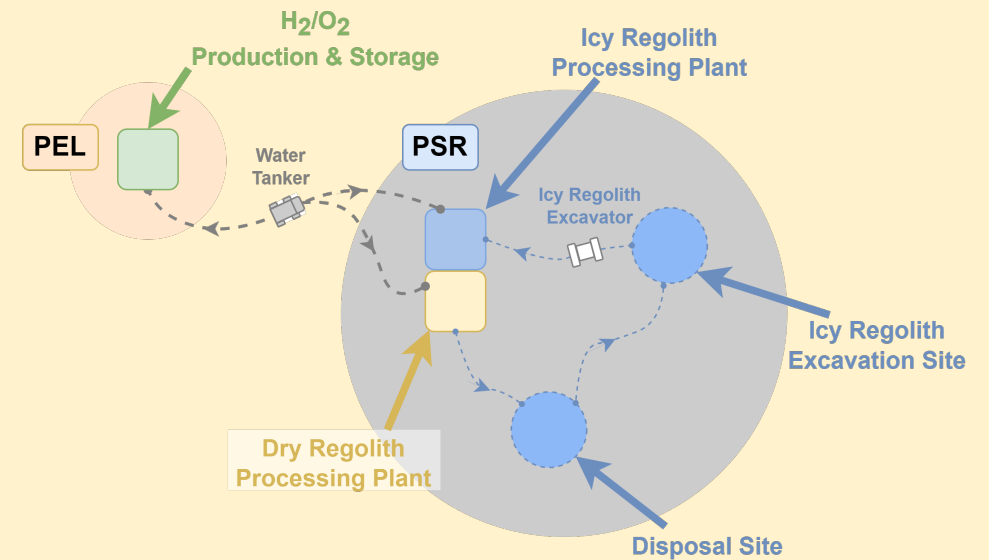 H2/O2
Production & Storage
Icy Regolith
Processing Plant
PEL
PSR
Water
Tanker
Icy Regolith
Excavator
Icy Regolith
Excavation Site
Dry Regolith
Processing Plant
Disposal Site